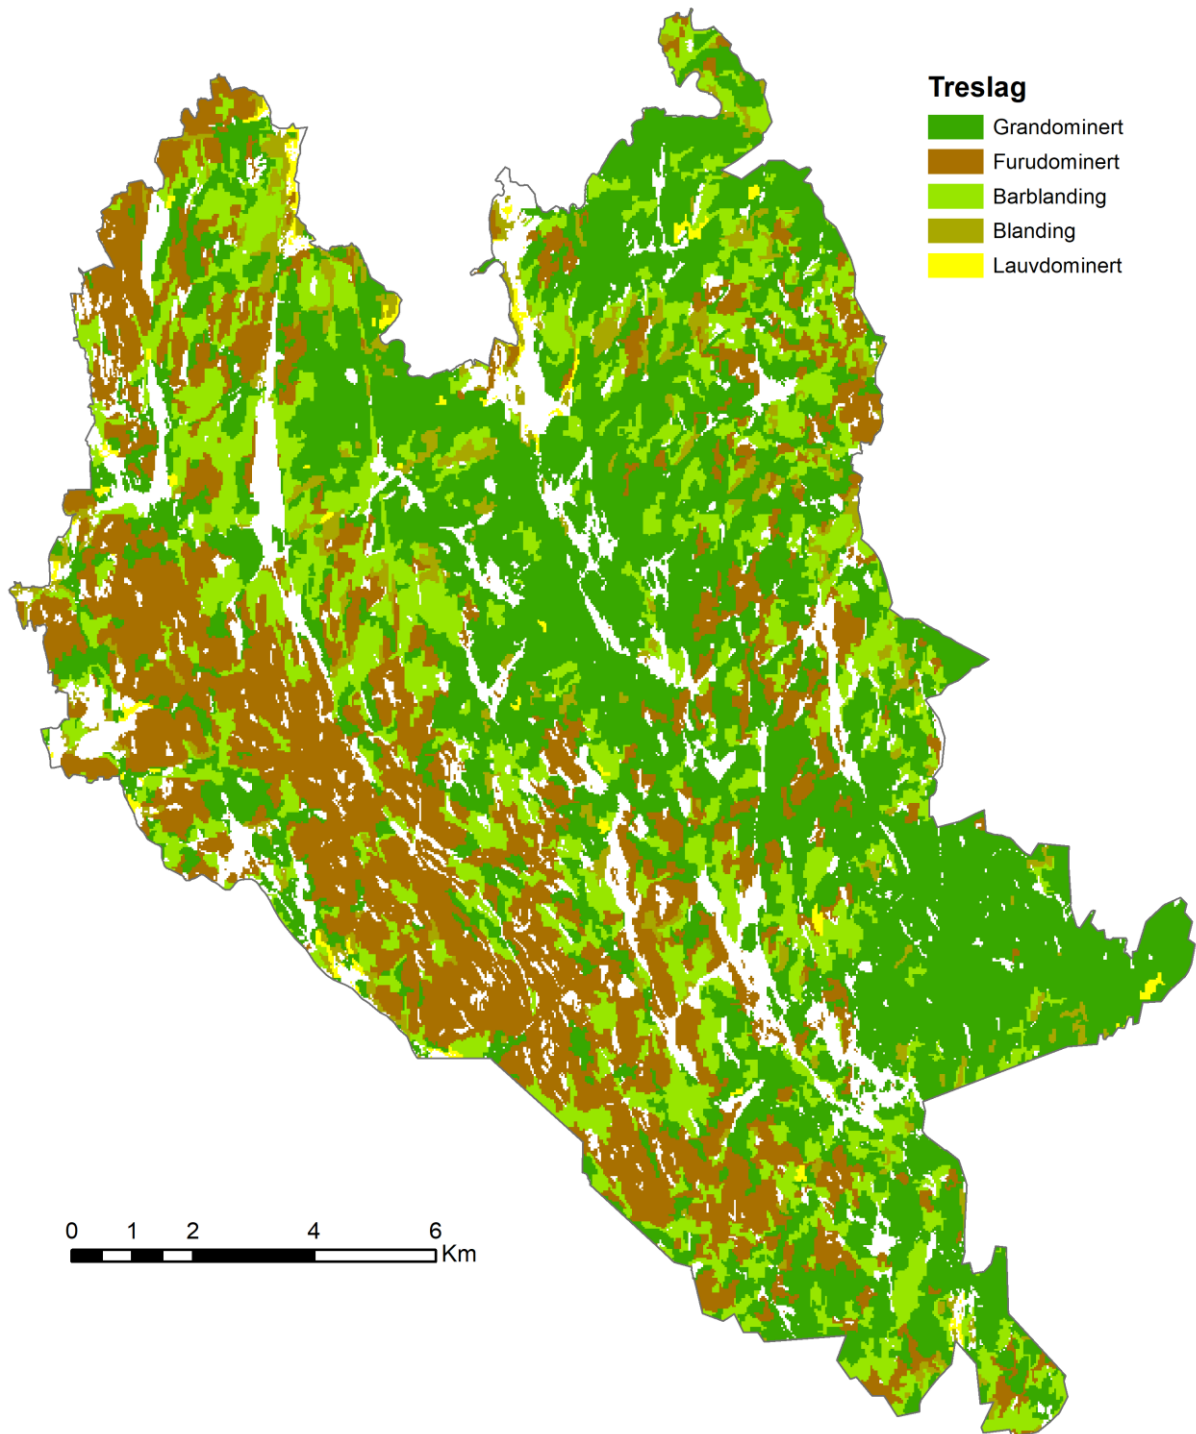 Treslag
Grandominert
Furudominert
Barblanding
Blanding
Lauvdominert
0 1 2 4 6
Km